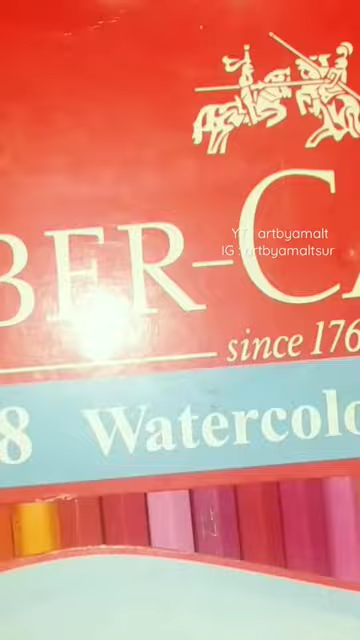 BER-CA
YT : artbyamalt
IG : artbyamaltsur
since 176
8 Watercolo